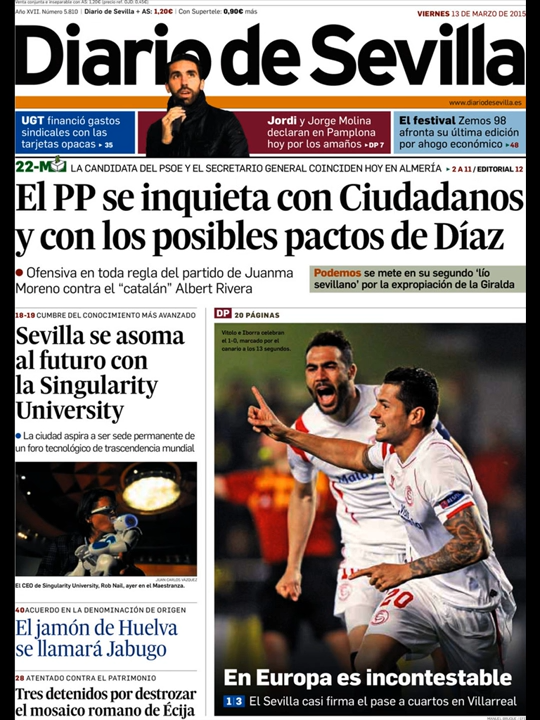 Venta conjunta e inseparable con AS: 1,20€ (precio ref. OJD: 0,45€)
Año XVII. Número 5.810 | Diario de Sevilla + AS: 1,20€ | Con Supertele: 0,90€ más
VIERNES 13 DE MARZO DE 2015
Diario de Sevilla
www.diariodesevilla.es
UGT financió gastos
sindicales con las
tarjetas opacas ▸ 35
Jordi y Jorge Molina
declaran en Pamplona
hoy por los amaños ▸DP 7
El festival Zemos 98
afronta su última edición
por ahogo económico ▸48
22-M LA CANDIDATA DEL PSOE Y EL SECRETARIO GENERAL COINCIDEN HOY EN ALMERÍA ▸ 2 A 11 / EDITORIAL 12
El PP se inquieta con Ciudadanos
y con los posibles pactos de Díaz
● Ofensiva en toda regla del partido de Juanma
Moreno contra el “catalán” Albert Rivera
Podemos se mete en su segundo ‘lío
sevillano’ por la expropiación de la Giralda
18-19 CUMBRE DEL CONOCIMIENTO MÁS AVANZADO
Sevilla se asoma
al futuro con
la Singularity
University
● La ciudad aspira a ser sede permanente de
un foro tecnológico de trascendencia mundial
JUAN CARLOS VÁZQUEZ
El CEO de Singularity University, Rob Nail, ayer en el Maestranza.
40 ACUERDO EN LA DENOMINACIÓN DE ORIGEN
El jamón de Huelva
se llamará Jabugo
28 ATENTADO CONTRA EL PATRIMONIO
Tres detenidos por destrozar
el mosaico romano de Écija
DP 20 PÁGINAS
Vitolo e Iborra celebran
el 1-0, marcado por el
canario a los 13 segundos.
20
En Europa es incontestable
1 3 El Sevilla casi firma el pase a cuartos en Villarreal